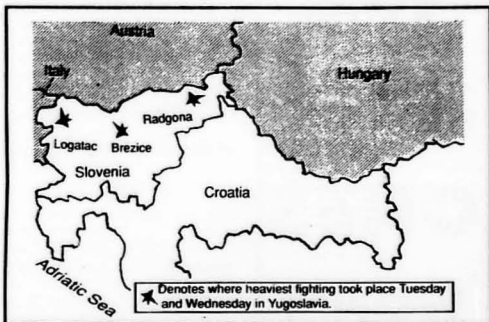 Austria
Italy
Hungary
Radgona
Logatac
Brezice
Slovenia
Croatia
Adriatic Sea
Denotes where heaviest fighting took place Tuesday
and Wednesday in Yugoslavia.